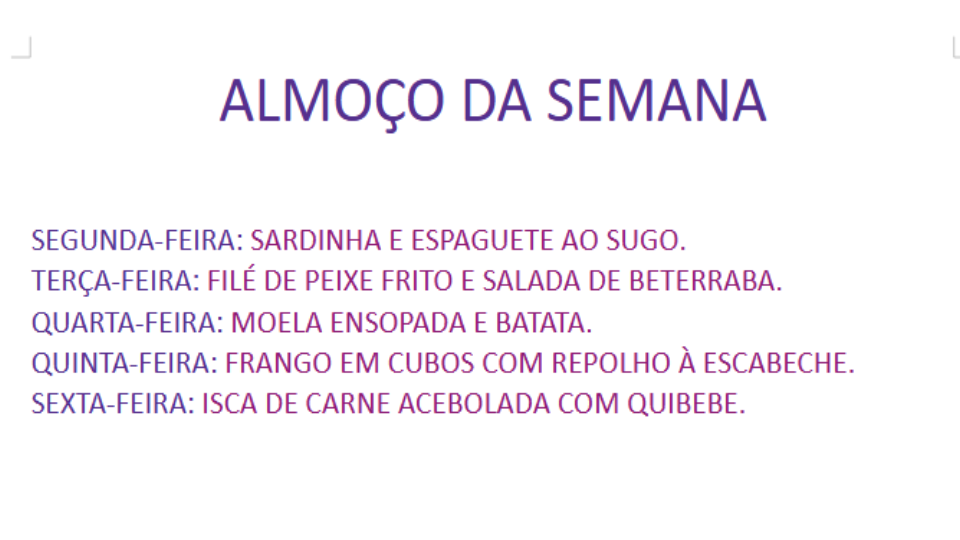 ALMOÇO DA SEMANA
SEGUNDA-FEIRA: SARDINHA E ESPAGUETE AO SUGO.
TERÇA-FEIRA: FILÉ DE PEIXE FRITO E SALADA DE BETERRABA.
QUARTA-FEIRA: MOELA ENSOPADA E BATATA.
QUINTA-FEIRA: FRANGO EM CUBOS COM REPOLHO À ESCABECHE.
SEXTA-FEIRA: ISCA DE CARNE ACEBOLADA COM QUIBEBE.